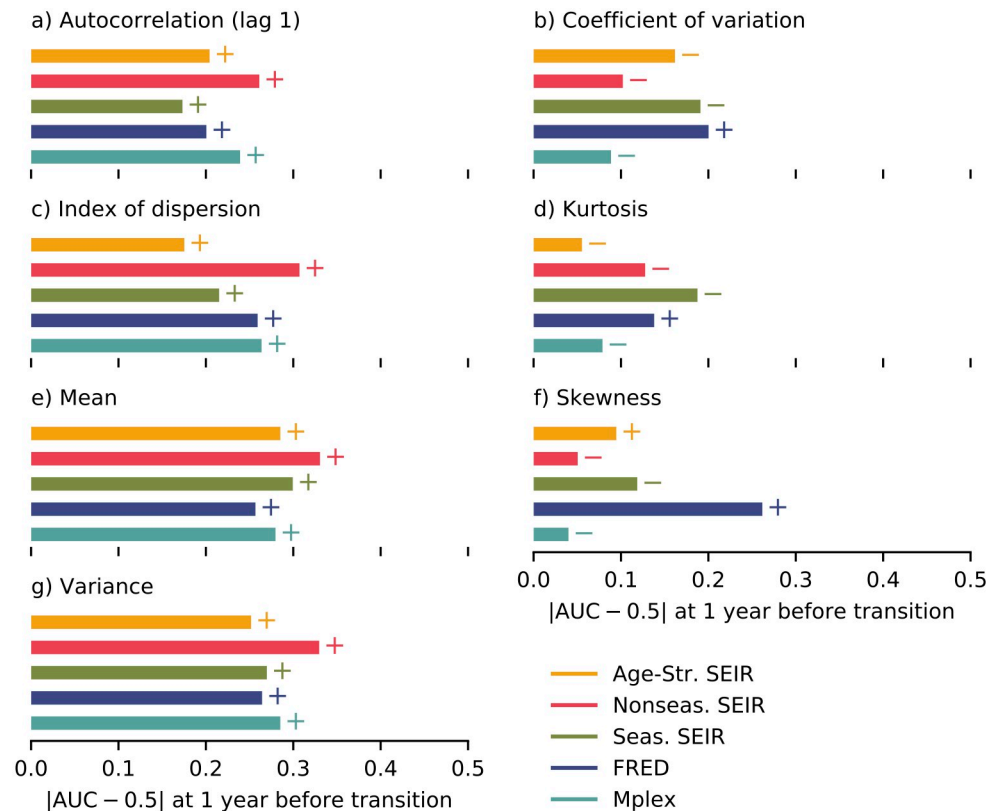 a) Autocorrelation (lag 1)
+
+
+
+
+
b) Coefficient of variation
−
−
−
+
−
c) Index of dispersion
+
+
+
+
+
d) Kurtosis
−
−
−
+
−
e) Mean
+
+
+
+
+
f) Skewness
+
−
−
+
−
0.0 0.1 0.2 0.3 0.4 0.5
|AUC − 0.5| at 1 year before transition
g) Variance
+
+
+
+
+
0.0 0.1 0.2 0.3 0.4 0.5
|AUC − 0.5| at 1 year before transition
Age-Str. SEIR
Nonseas. SEIR
Seas. SEIR
FRED
Mplex